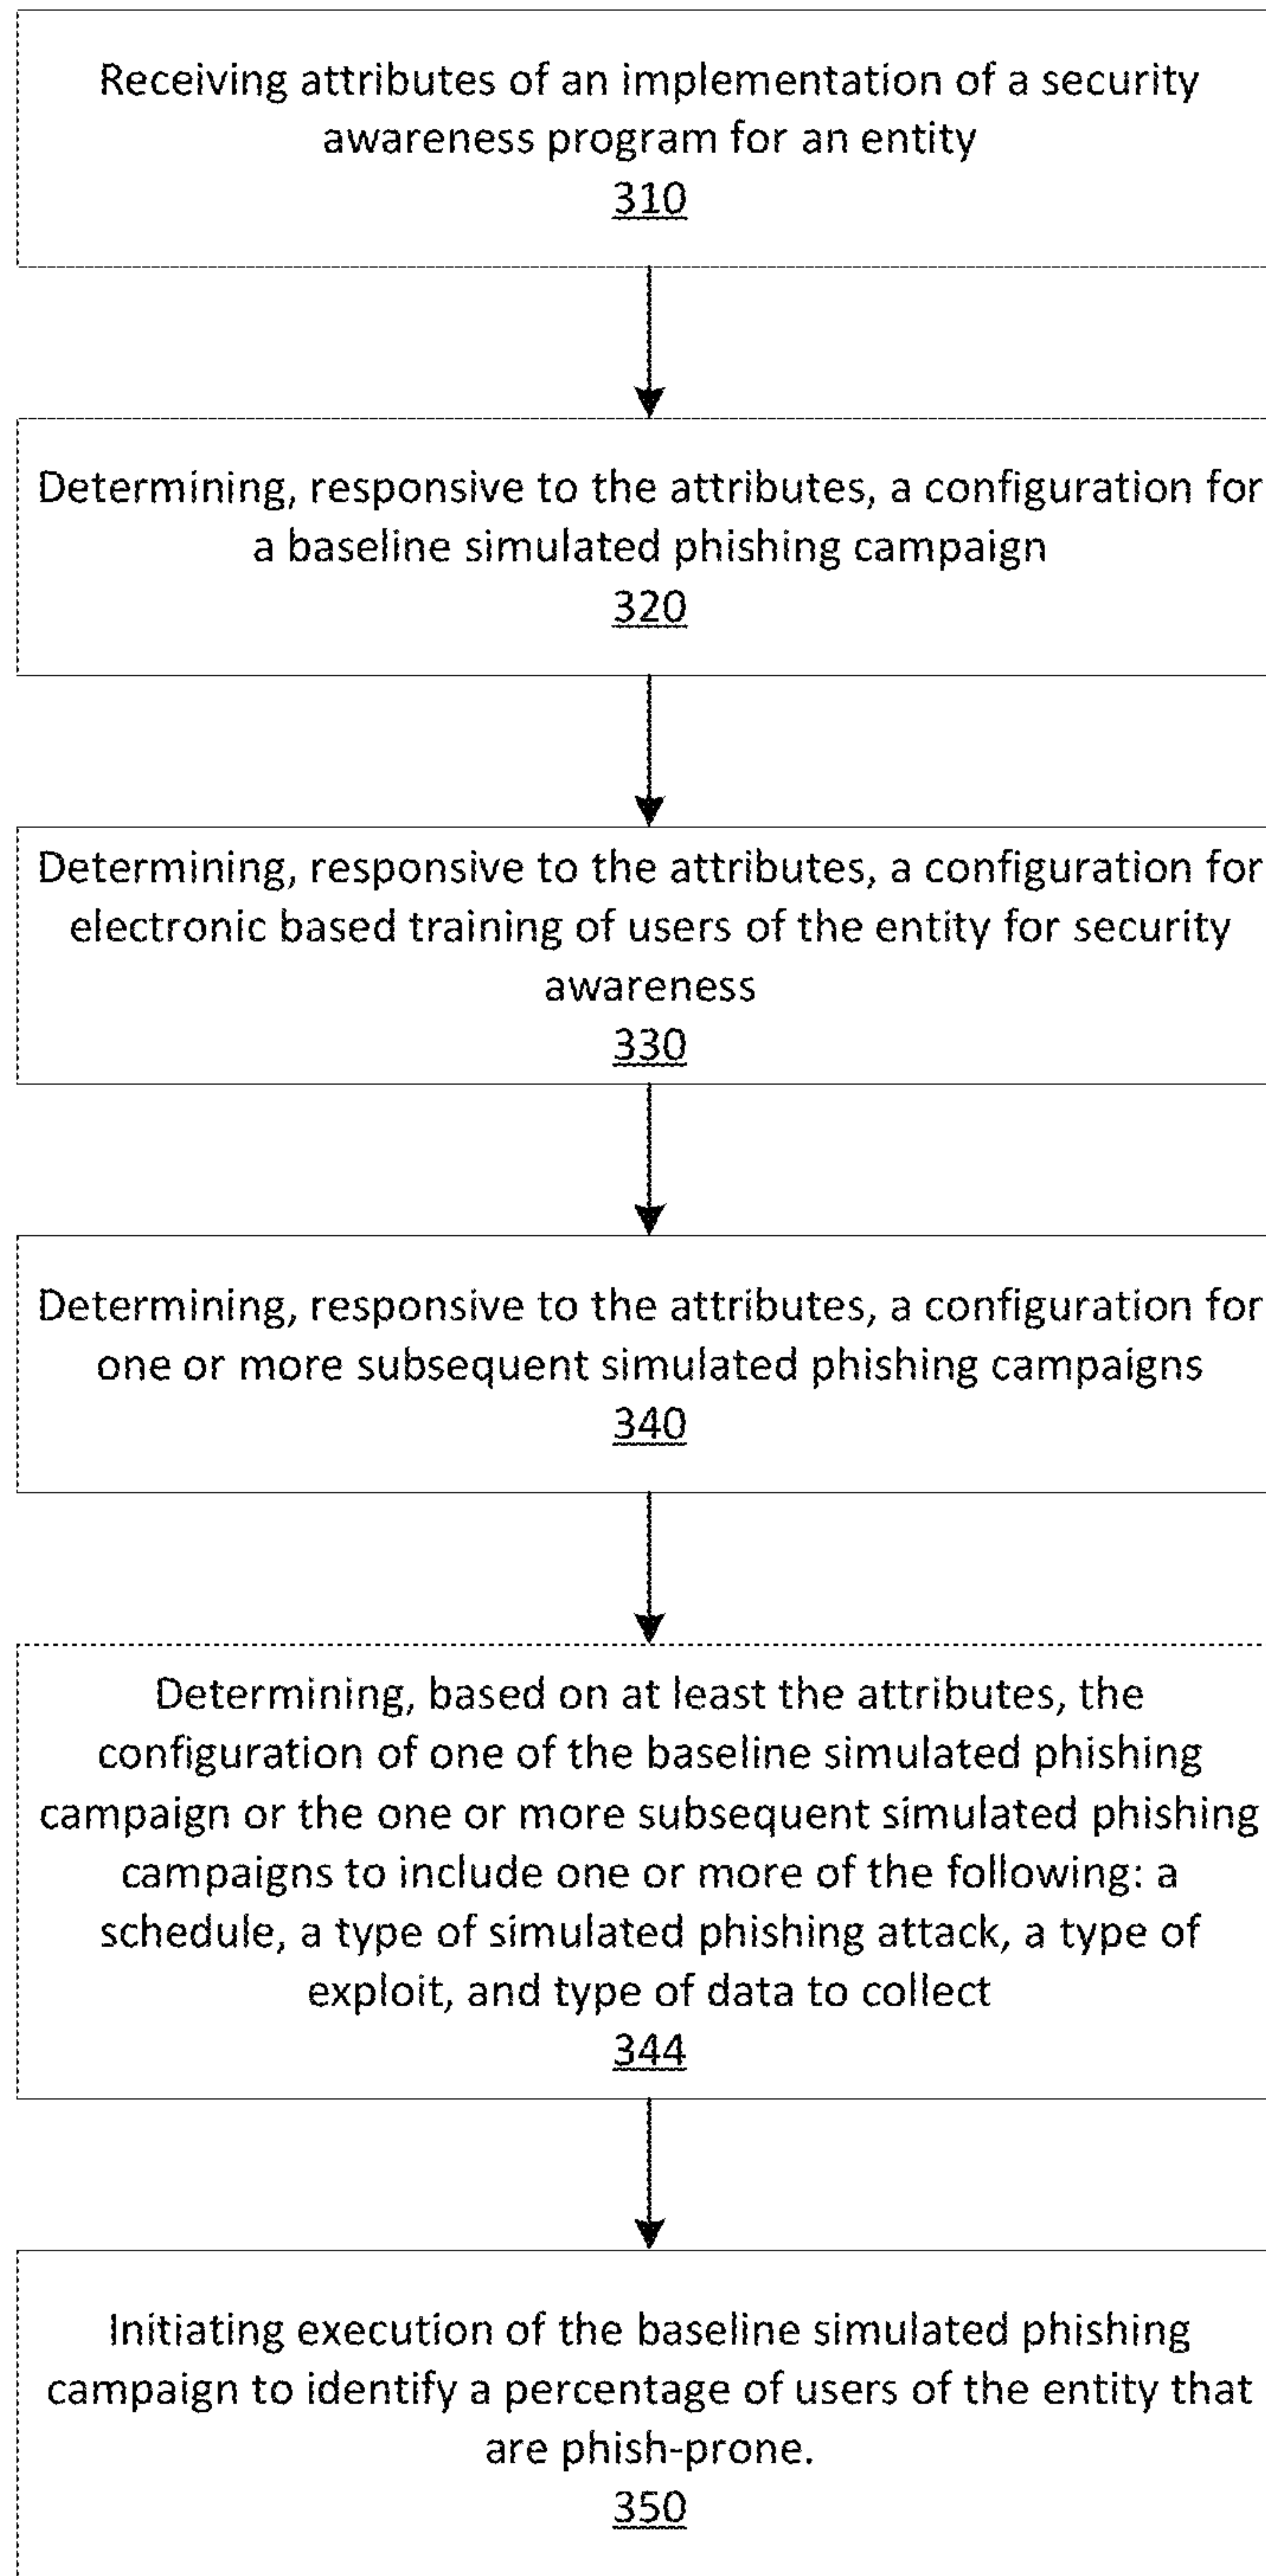 Receiving attributes of an implementation of a security
awareness program for an entity
310
Determining, responsive to the attributes, a configuration for
a baseline simulated phishing campaign
320
Determining, responsive to the attributes, a configuration for
electronic based training of users of the entity for security
awareness
330
Determining, responsive to the attributes, a configuration for
one or more subsequent simulated phishing campaigns
340
Determining, based on at least the attributes, the
configuration of one of the baseline simulated phishing
campaign or the one or more subsequent simulated phishing
campaigns to include one or more of the following: a
schedule, a type of simulated phishing attack, a type of
exploit, and type of data to collect
344
Initiating execution of the baseline simulated phishing
campaign to identify a percentage of users of the entity that
are phish-prone.
350